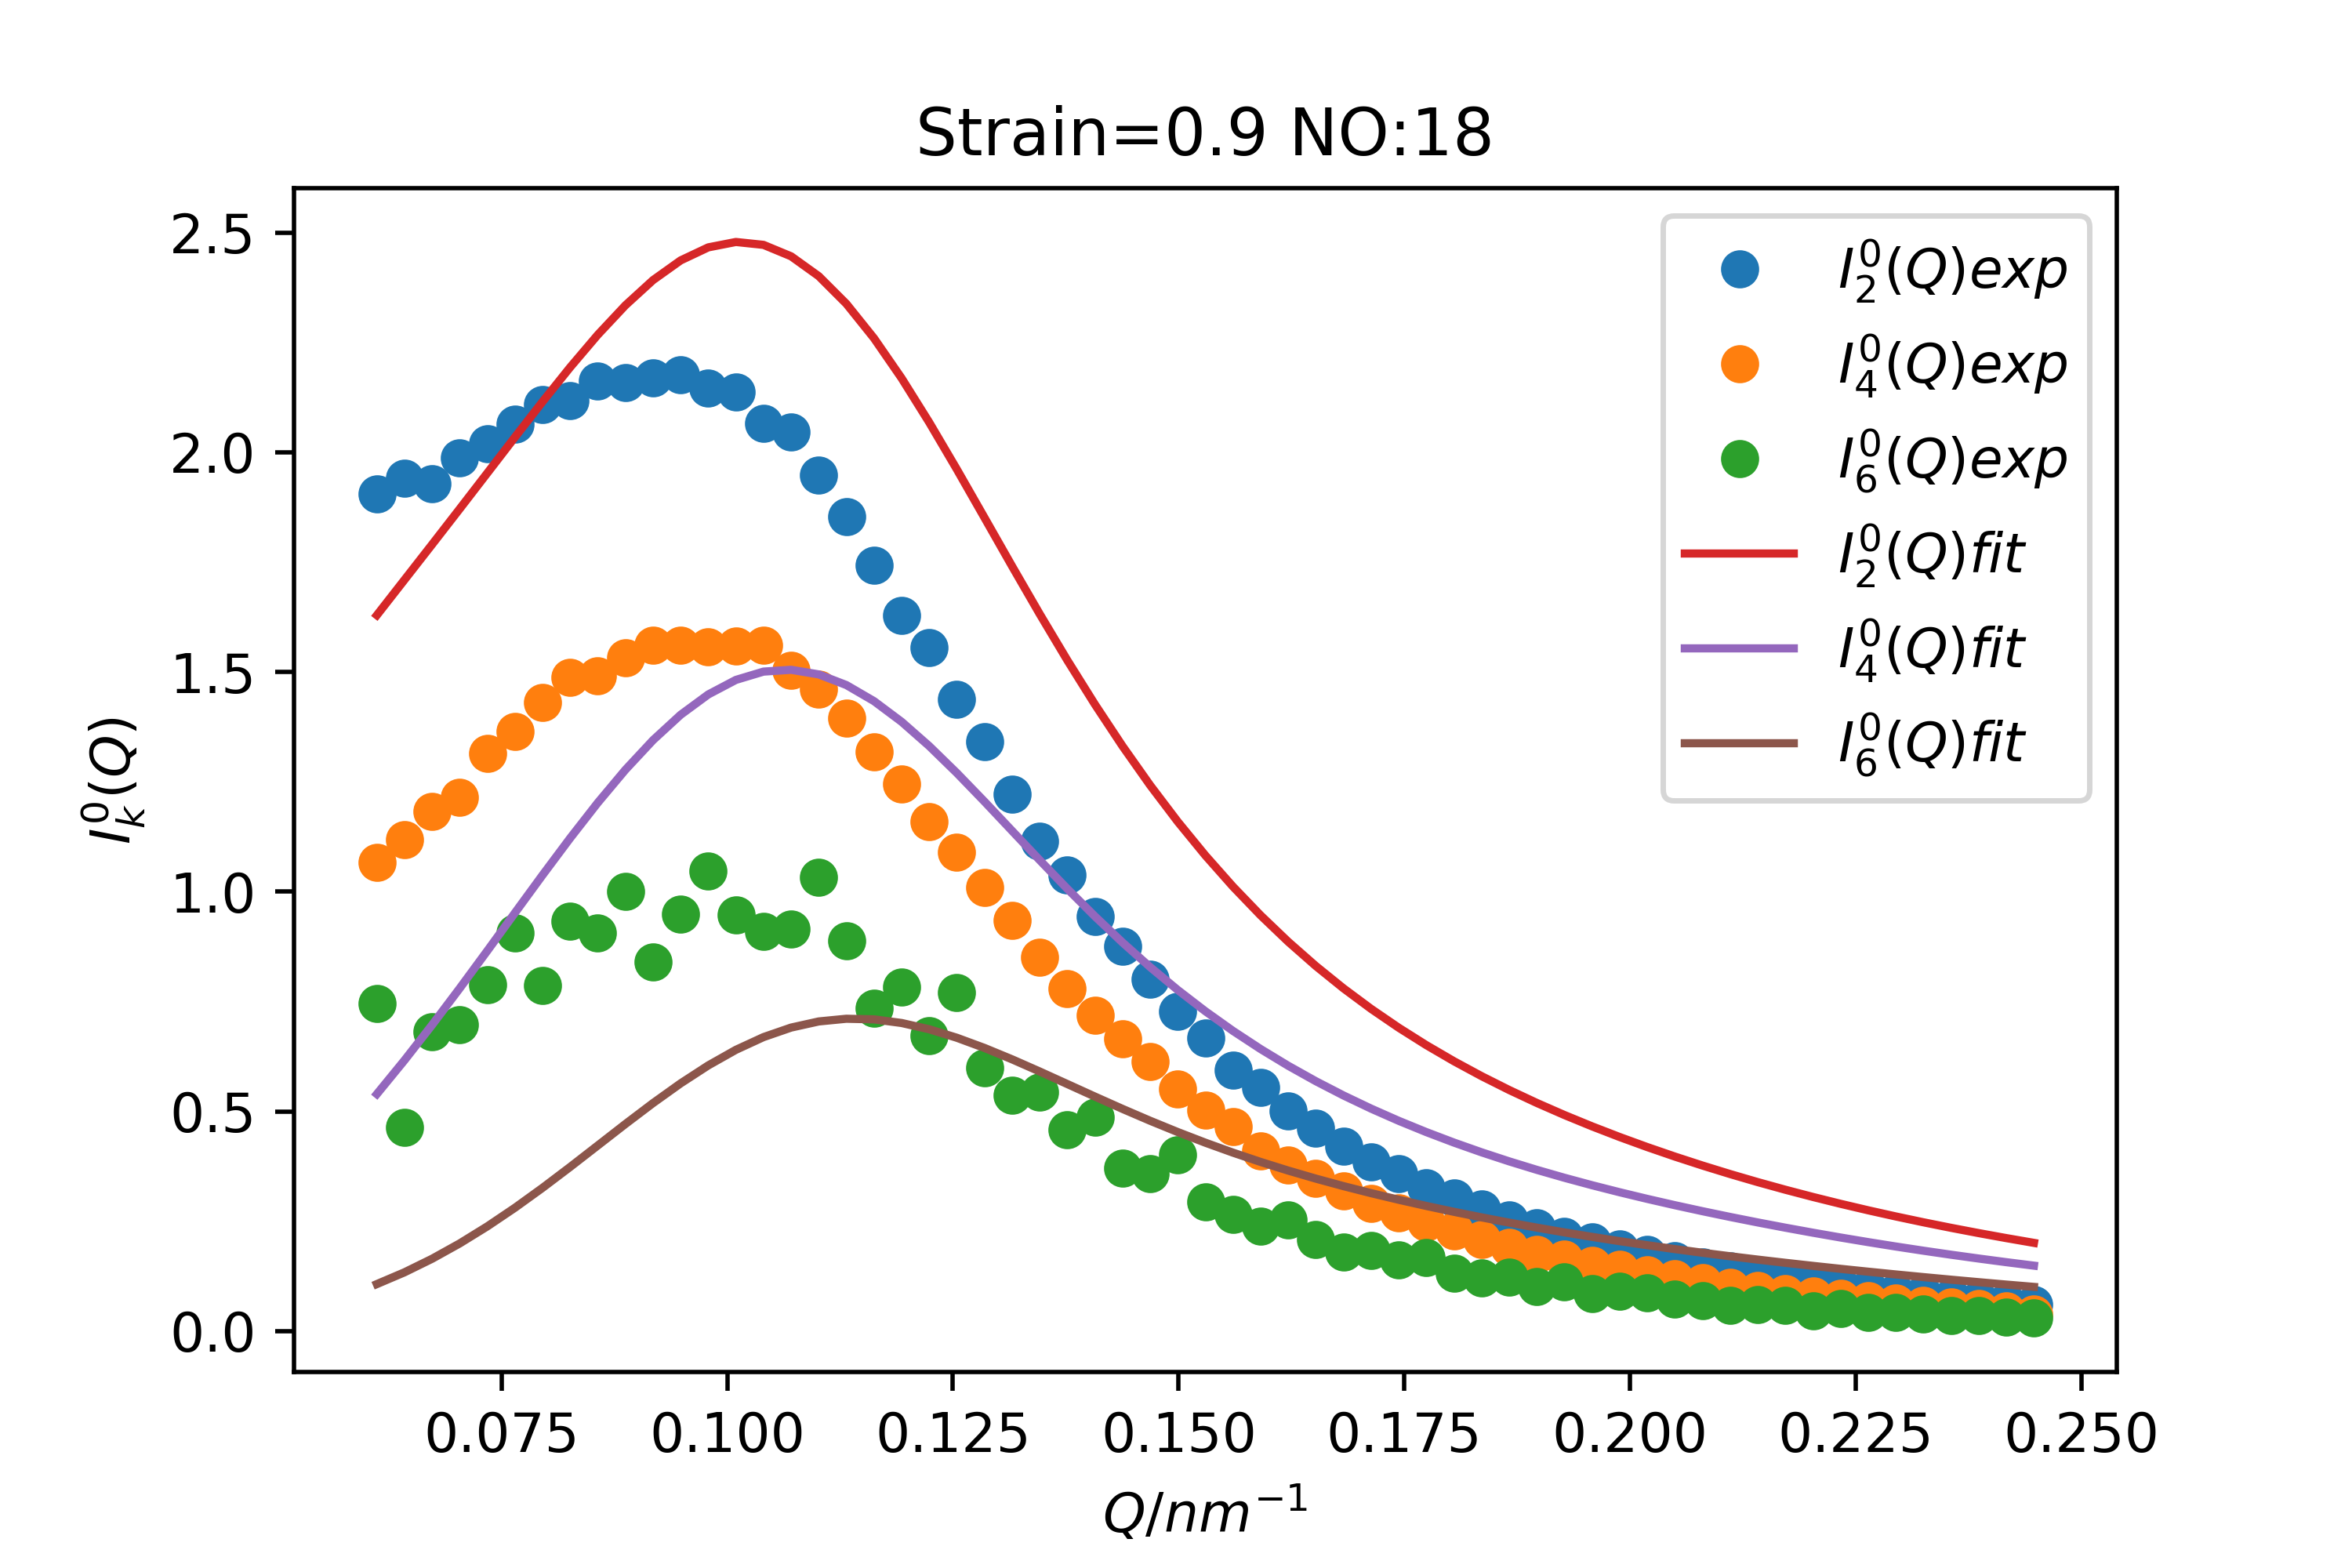 Strain=0.9 NO:18
2.5
2.0
1.5
1.0
0.5
0.0
$I_k^0(Q)$
$I_2^0(Q)exp$
$I_4^0(Q)exp$
$I_6^0(Q)exp$
$I_2^0(Q)fit$
$I_4^0(Q)fit$
$I_6^0(Q)fit$
0.075 0.100 0.125 0.150 0.175 0.200 0.225 0.250
$Q/nm^{-1}$